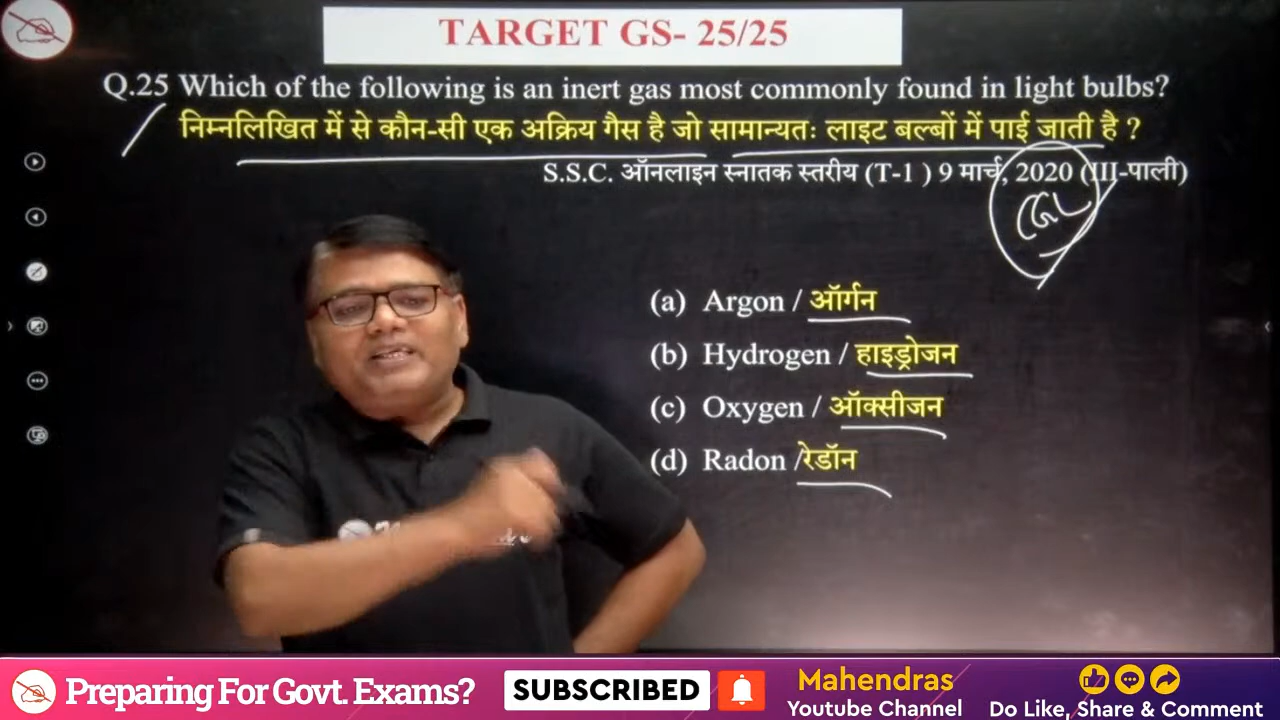 TARGET GS- 25/25
Q.25 Which of the following is an inert gas most commonly found in light bulbs?
निम्नलिखित में से कौन-सी एक अक्रिय गैस है जो सामान्यतः लाइट बल्बों में पाई जाती है ?
S.S.C. ऑनलाइन स्नातक स्तरीय (T-1 ) 9 मार्च, 2020 (III-पाली)
CGL
(a) Argon / ऑर्गन
(b) Hydrogen / हाइड्रोजन
(c) Oxygen / ऑक्सीजन
(d) Radon /रेडॉन
Preparing For Govt. Exams?
SUBSCRIBED
Mahendras
Youtube Channel
Do Like, Share & Comment